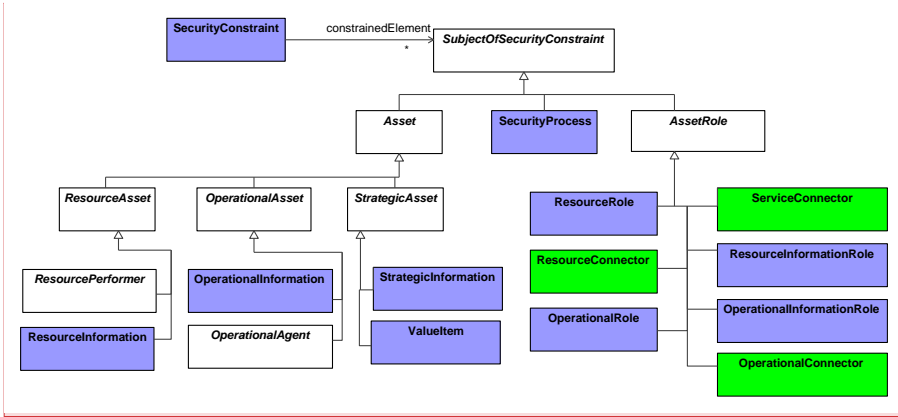 SecurityConstraint
constrainedElement
*
SubjectOfSecurityConstraint
Asset
SecurityProcess
AssetRole
ResourceAsset
OperationalAsset
StrategicAsset
ResourceRole
ServiceConnector
ResourcePerformer
OperationalInformation
StrategicInformation
ResourceConnector
ResourceInformationRole
ResourceInformation
OperationalAgent
ValueItem
OperationalRole
OperationalInformationRole
OperationalConnector